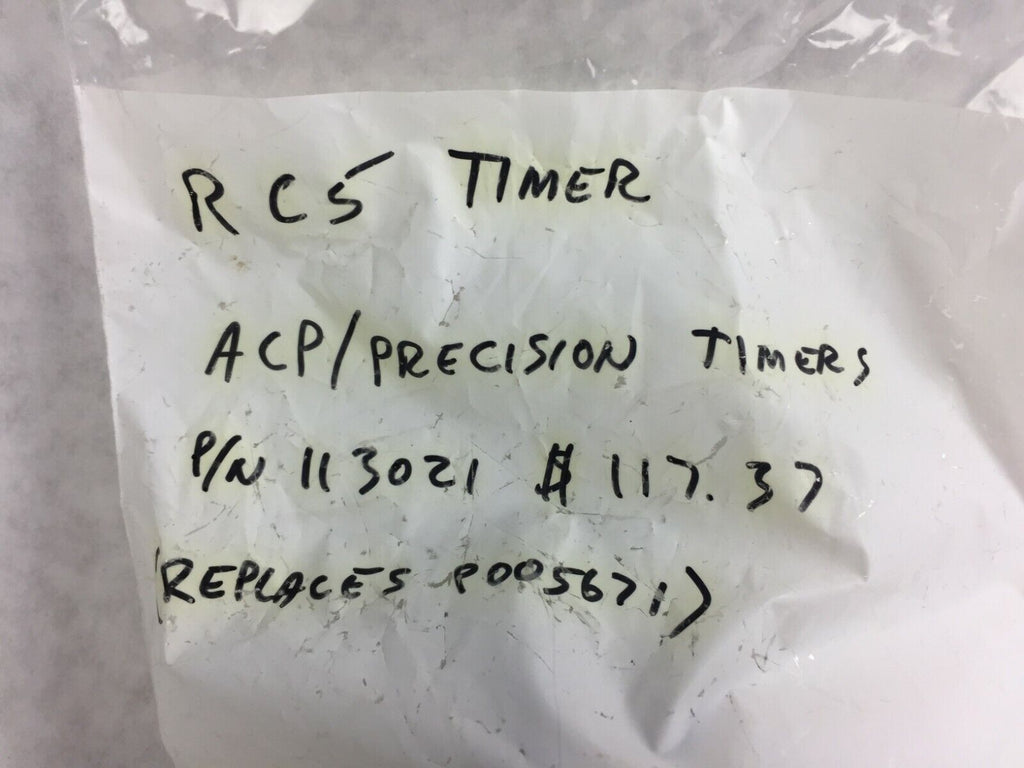 RCS TIMER
ACP/PRECISION TIMERS
P/N 113021 $117.37
(REPLACES P005671)